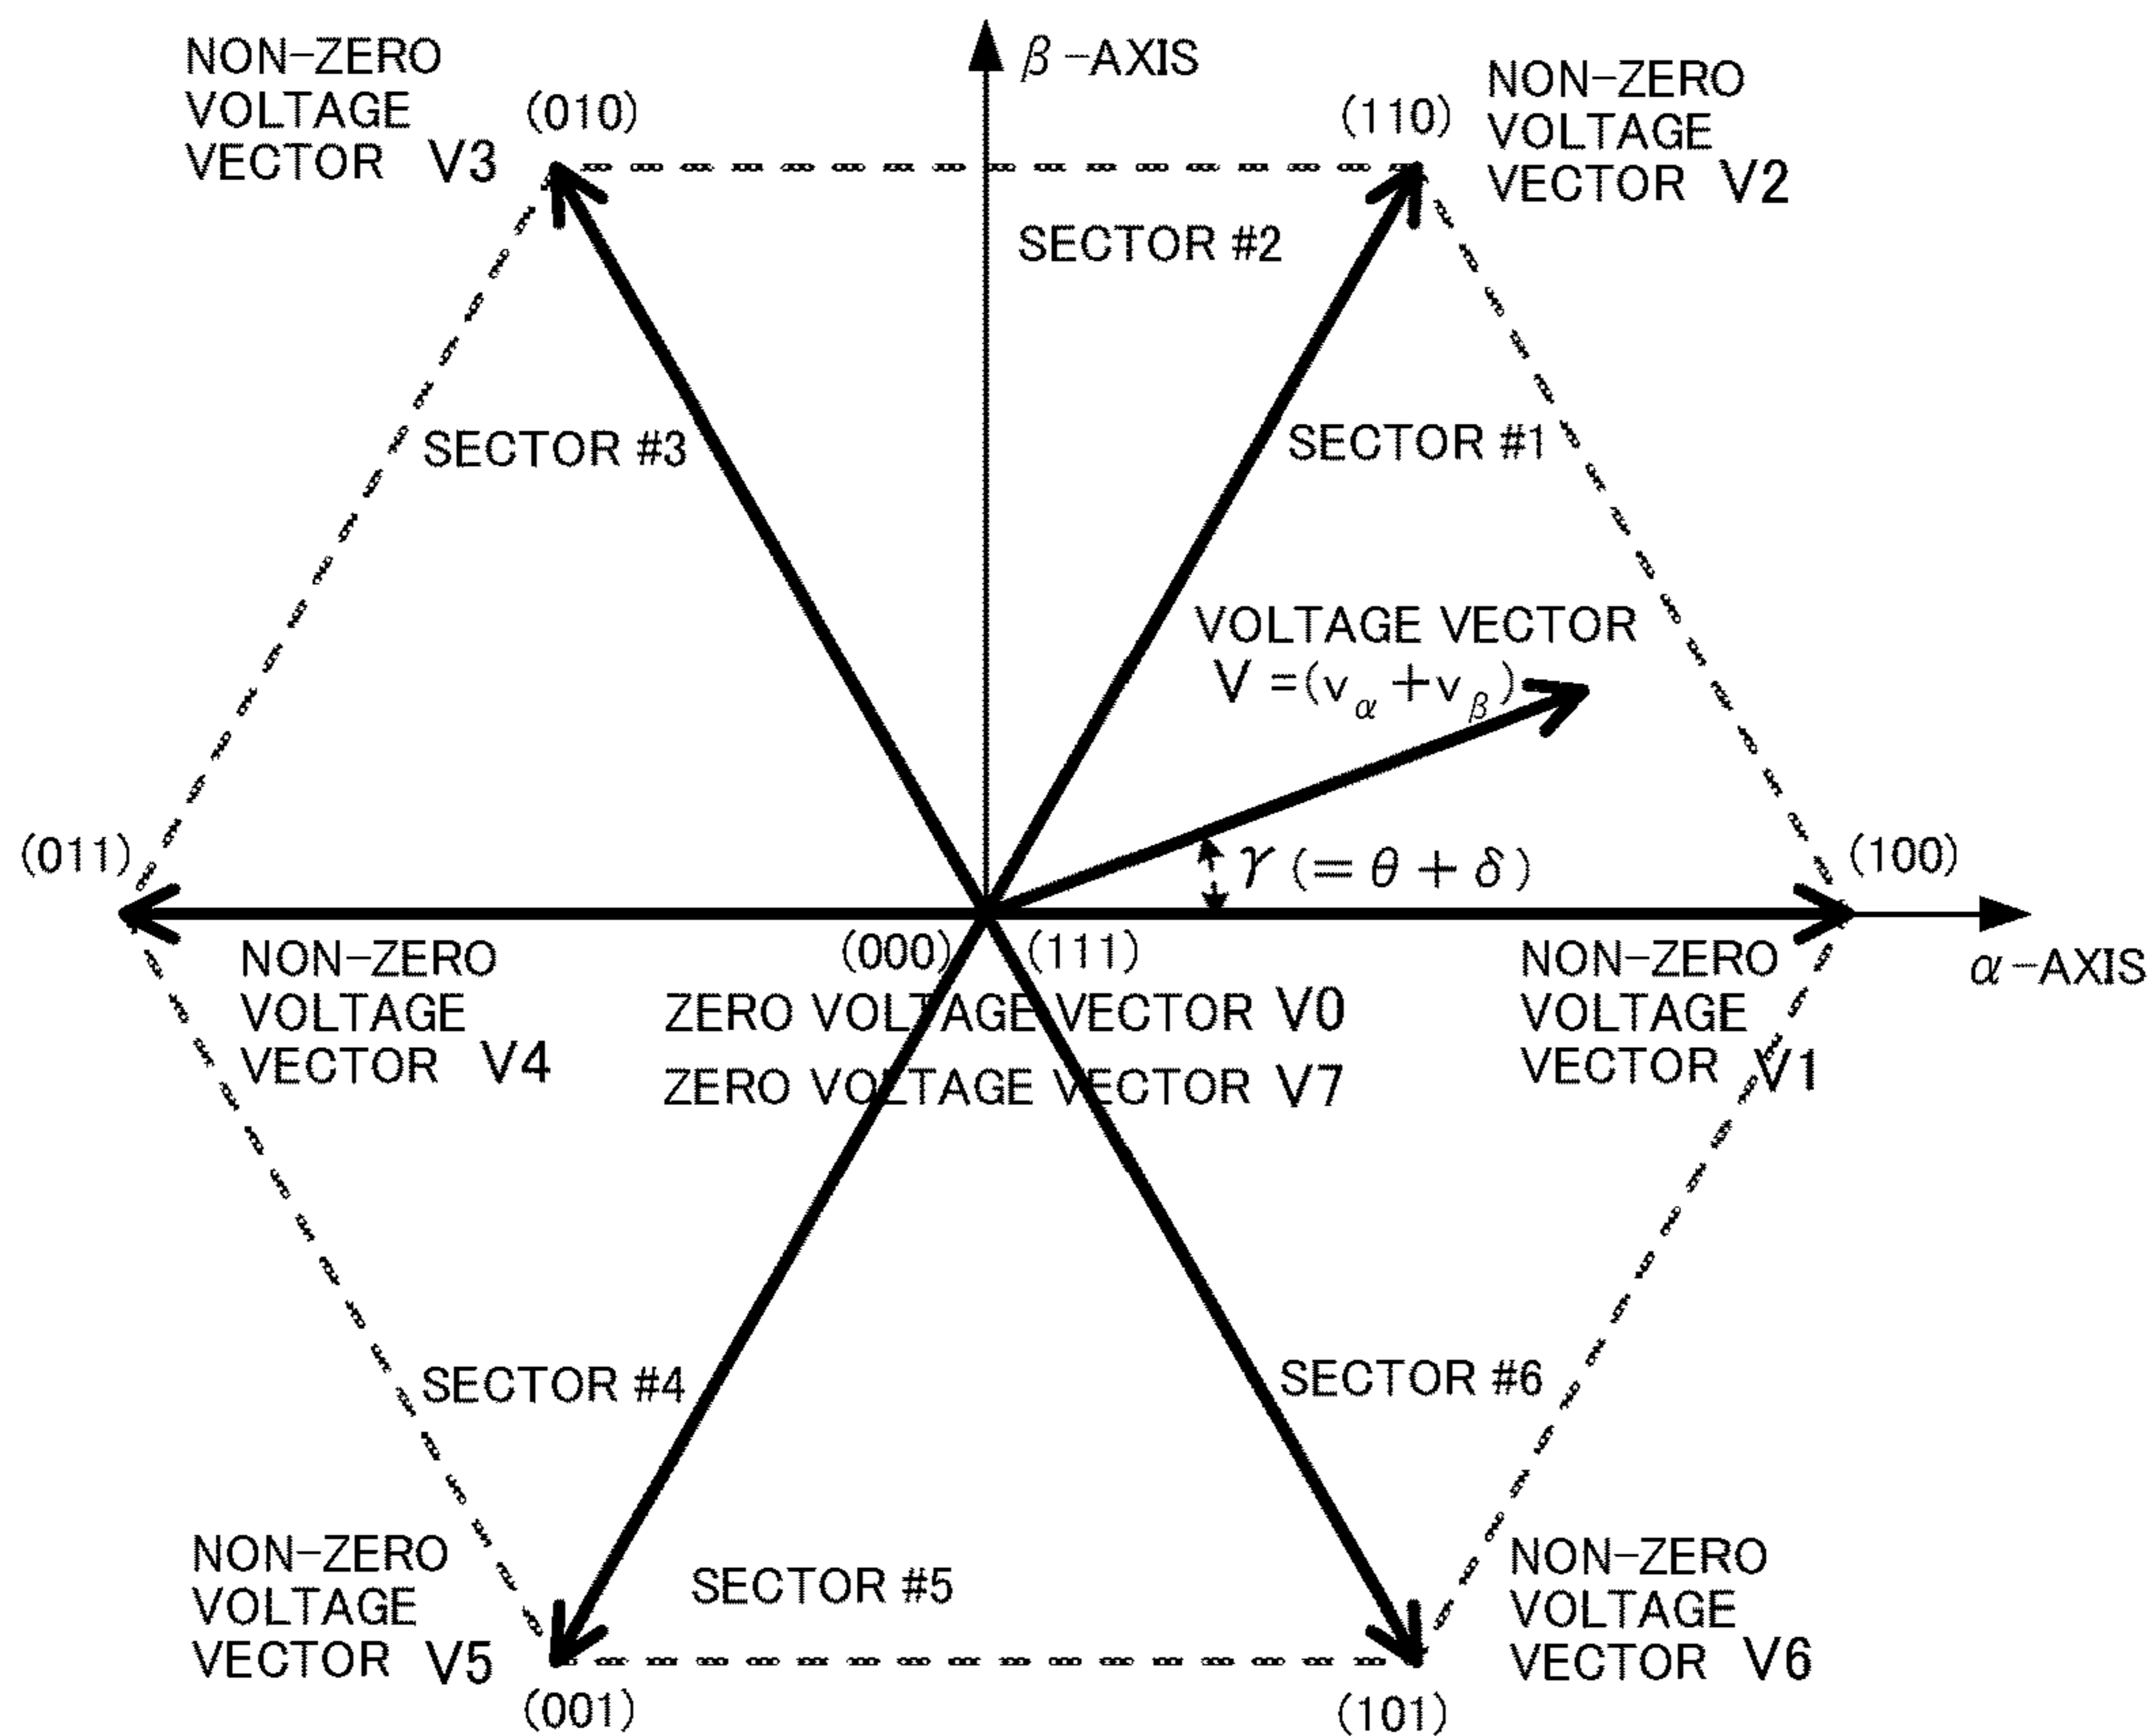 NON-ZERO
VOLTAGE
VECTOR V3
(010)
β-AXIS
(110)
NON-ZERO
VOLTAGE
VECTOR V2
SECTOR #2
SECTOR #3
SECTOR #1
VOLTAGE VECTOR
V =(vα +vβ)
(011)
γ (= θ + δ)
(100)
(000)
(111)
α-AXIS
NON-ZERO
VOLTAGE
VECTOR V4
ZERO VOLTAGE VECTOR V0
ZERO VOLTAGE VECTOR V7
NON-ZERO
VOLTAGE
VECTOR V1
SECTOR #4
SECTOR #6
NON-ZERO
VOLTAGE
VECTOR V5
SECTOR #5
NON-ZERO
VOLTAGE
VECTOR V6
(001)
(101)